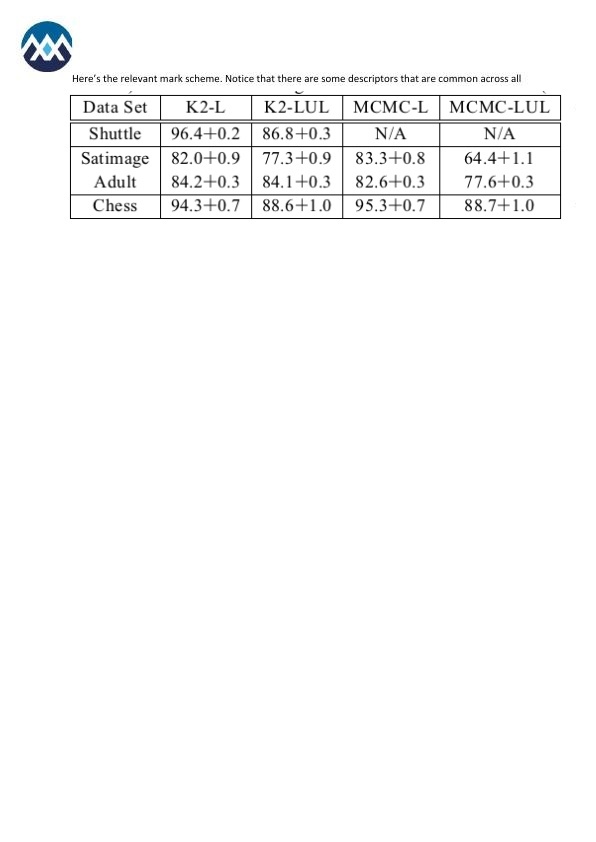 Here's the relevant mark scheme. Notice that there are some descriptors that are common across all
Data Set K2-L K2-LUL MCMC-L MCMC-LUL
Shuttle 96.4+0.2 86.8+0.3 N/A N/A
Satimage 82.0+0.9 77.3+0.9 83.3+0.8 64.4+1.1
Adult 84.2+0.3 84.1+0.3 82.6+0.3 77.6+0.3
Chess 94.3+0.7 88.6+1.0 95.3+0.7 88.7+1.0